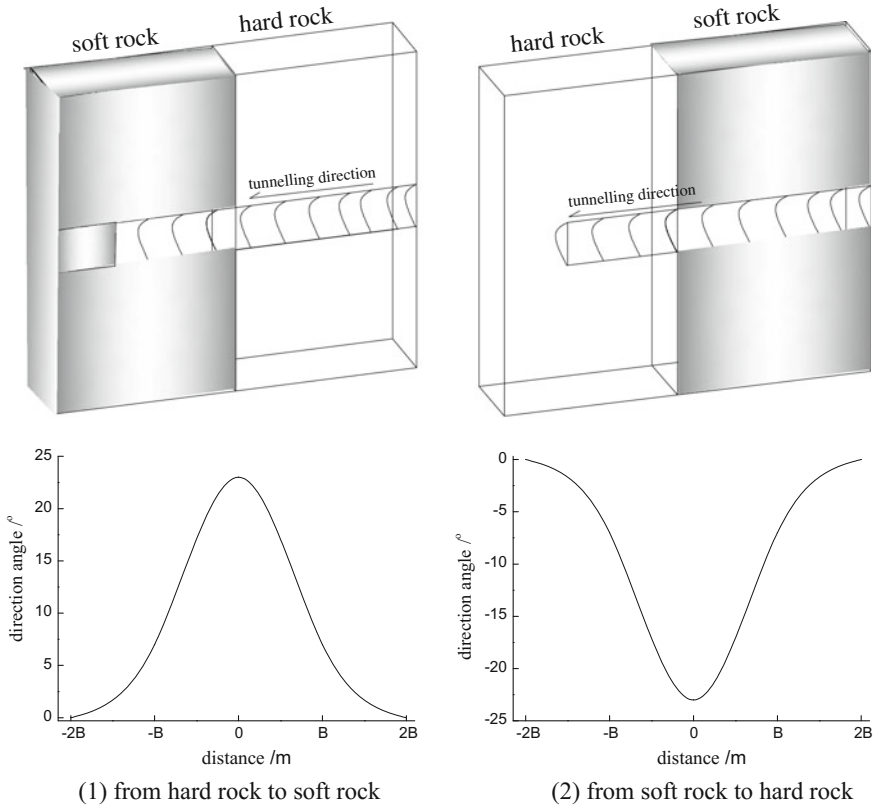 soft rock
hard rock
tunnelling direction
hard rock
soft rock
tunnelling direction
25
20
15
10
5
0
direction angle /°
-2B
-B
0
B
2B
distance /m
(1) from hard rock to soft rock
0
-5
-10
-15
-20
-25
direction angle /°
-2B
-B
0
B
2B
distance /m
(2) from soft rock to hard rock